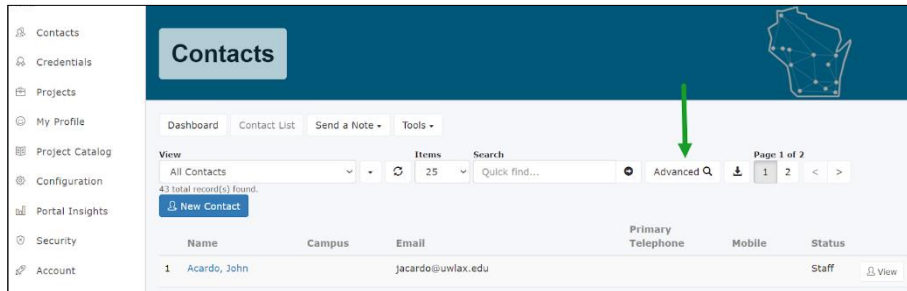 Contacts
Credentials
Projects
My Profile
Project Catalog
Configuration
Portal Insights
Security
Account
Contacts
Dashboard Contact List Send a Note Tools
View Items Search Page 1 of 2
All Contacts 25 Quick find... Advanced 1 2 < >
43 total record(s) found.
New Contact
Name Campus Email Primary Telephone Mobile Status
1 Acardo, John jacardo@uwlax.edu Staff View